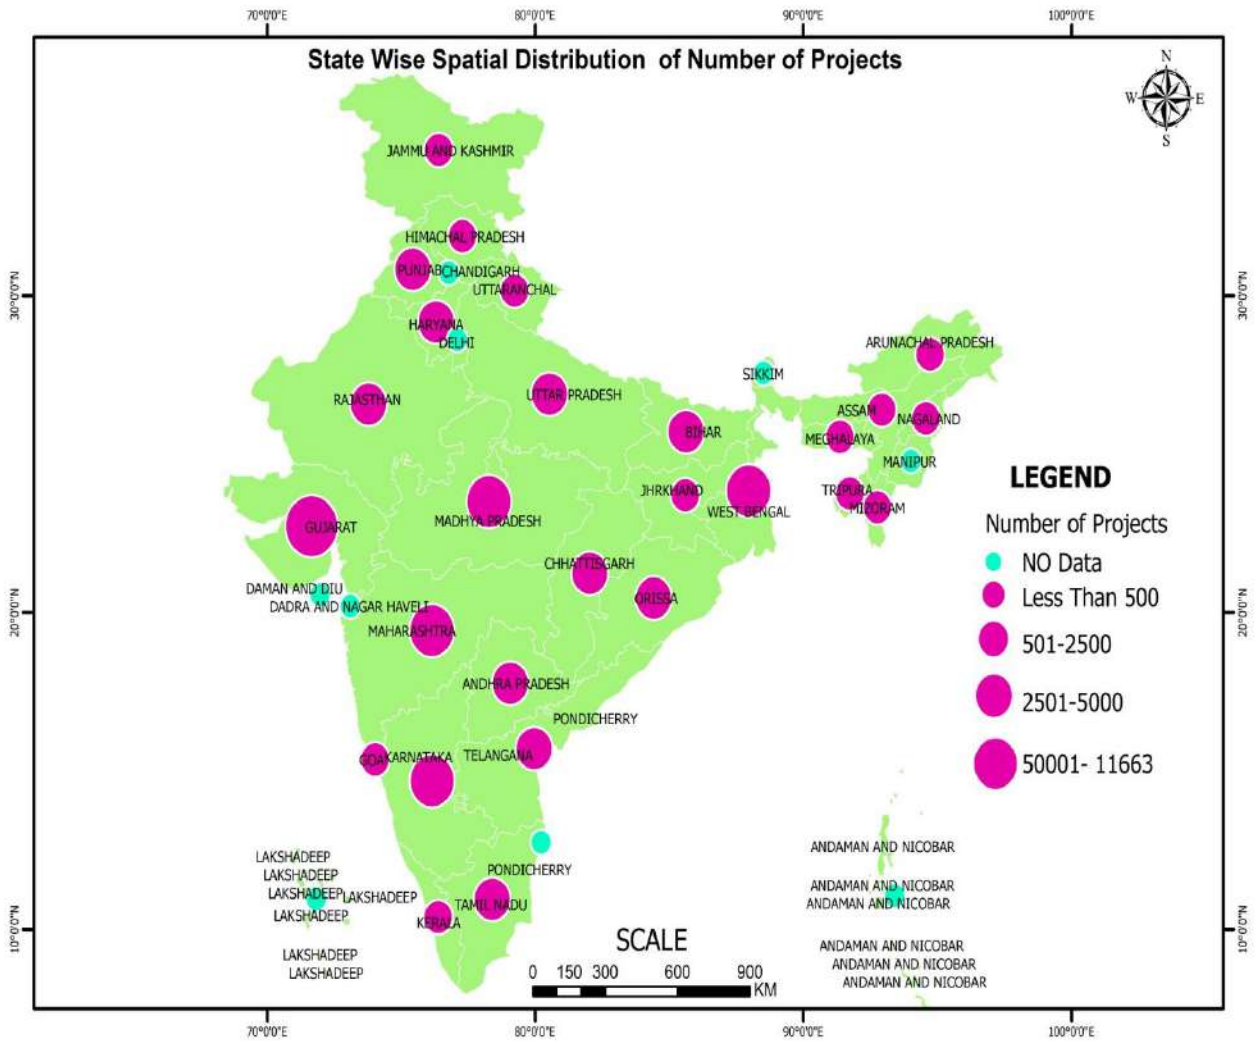 70°0'0"E 80°0'0"E 90°0'0"E 100°0'0"E
State Wise Spatial Distribution of Number of Projects
N
W E
S
JAMMU AND KASHMIR
HIMACHAL PRADESH
PUNJAB CHANDIGARH
UTTARANCHAL
30°0'0"N 30°0'0"N
HARYANA
DELHI
ARUNACHAL PRADESH
SIKKIM
RAJASTHAN
UTTAR PRADESH
ASSAM
NAGALAND
BIHAR
MEGHALAYA
MANIPUR
LEGEND
JHRKHAND
TRIPURA
MIZORAM
WEST BENGAL
MADHYA PRADESH
GUJARAT
Number of Projects
NO Data
CHHATTISGARH
DAMAN AND DIU
Less Than 500
ORISSA
DADRA AND NAGAR HAVELI
20°0'0"N 20°0'0"N
MAHARASHTRA
501-2500
ANDHRA PRADESH
2501-5000
PONDICHERRY
GOA KARNATAKA TELANGANA
50001- 11663
LAKSHADEEP
ANDAMAN AND NICOBAR
PONDICHERRY
LAKSHADEEP
LAKSHADEEP LAKSHADEEP
ANDAMAN AND NICOBAR
ANDAMAN AND NICOBAR
TAMIL NADU
LAKSHADEEP
KERALA
10°0'0"N 10°0'0"N
SCALE
ANDAMAN AND NICOBAR
LAKSHADEEP
ANDAMAN AND NICOBAR
LAKSHADEEP
0 150 300 600 900
ANDAMAN AND NICOBAR
KM
70°0'0"E 80°0'0"E 90°0'0"E 100°0'0"E